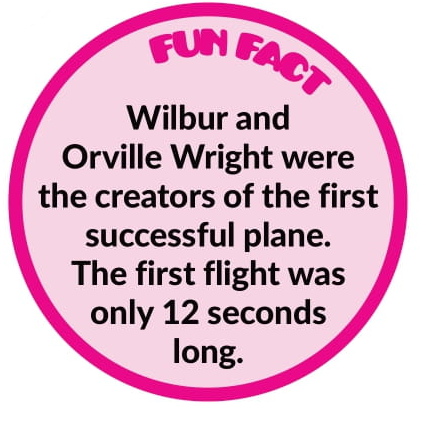 FUN FACT
Wilbur and
Orville Wright were
the creators of the first
successful plane.
The first flight was
only 12 seconds
long.